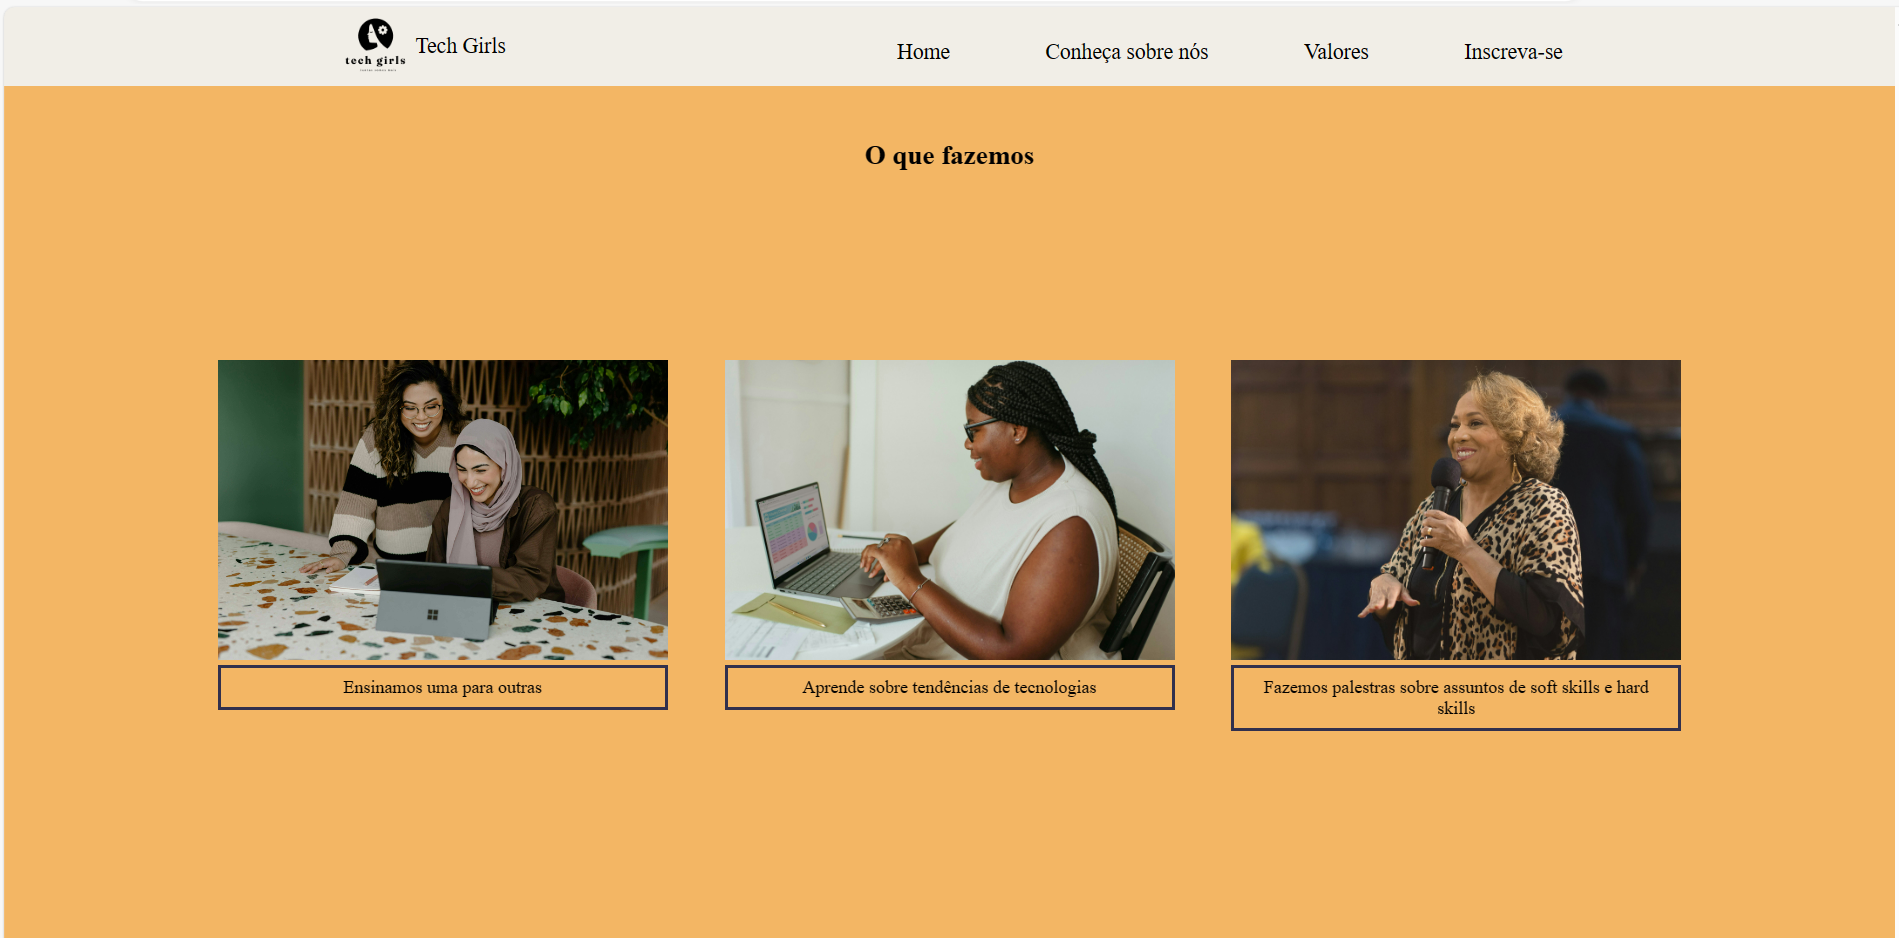 tech girls
Tech Girls
Home
Conheça sobre nós
Valores
Inscreva-se
O que fazemos
Ensinamos uma para outras
Aprende sobre tendências de tecnologias
Fazemos palestras sobre assuntos de soft skills e hard
skills